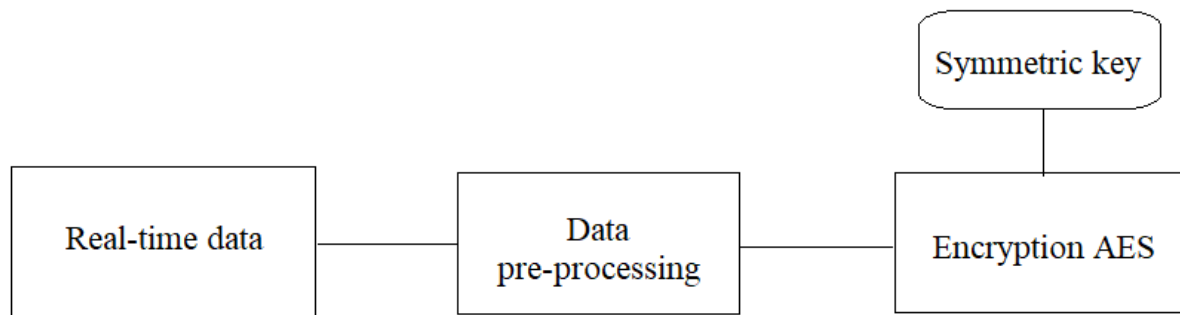 Symmetric key
Real-time data
Data
pre-processing
Encryption AES